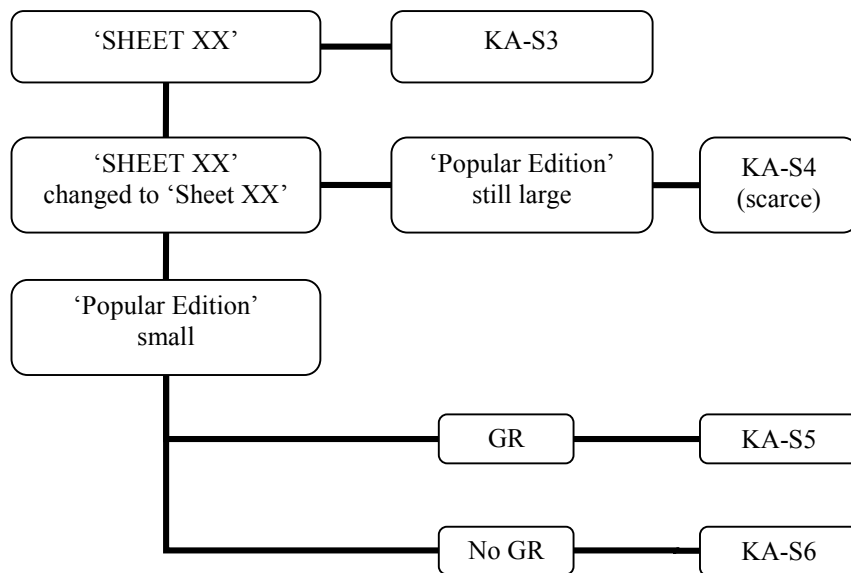 ‘SHEET XX’
KA-S3
‘SHEET XX’
changed to ‘Sheet XX’
‘Popular Edition’
still large
KA-S4
(scarce)
‘Popular Edition’
small
GR
KA-S5
No GR
KA-S6